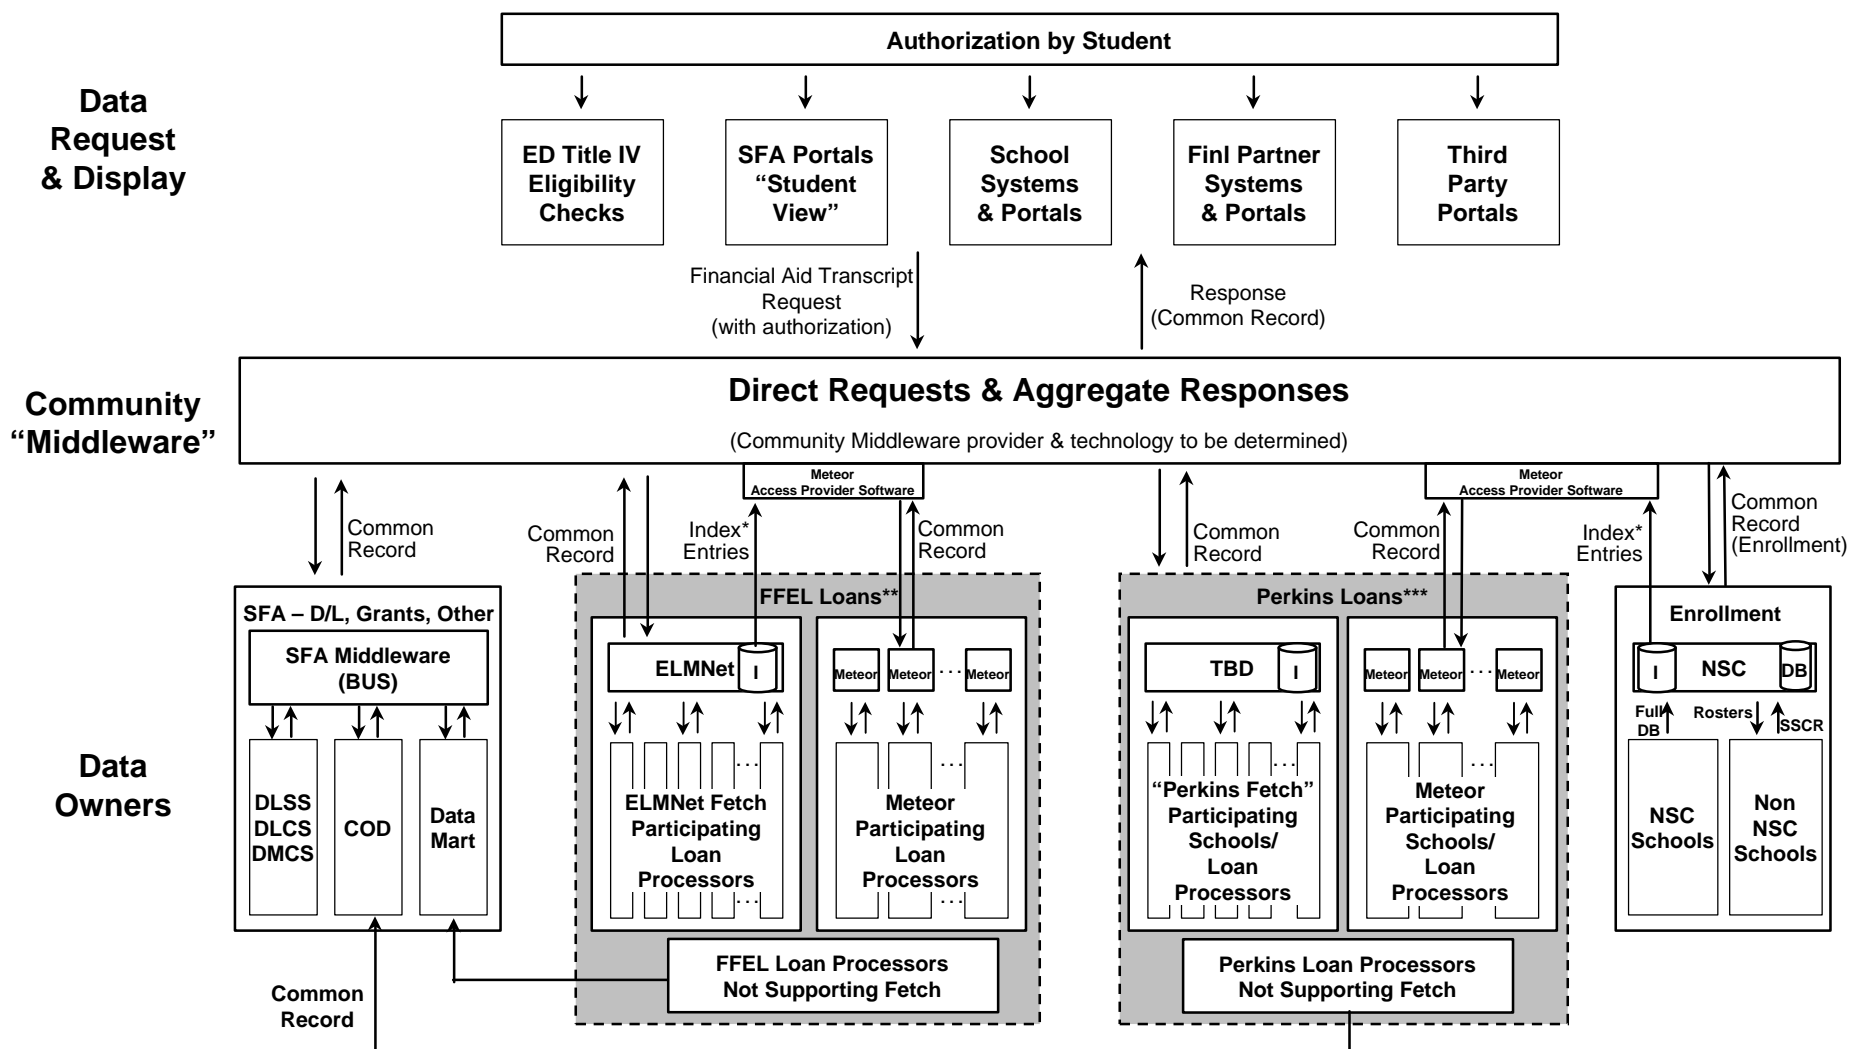 Authorization by Student
Data
Request
& Display
ED Title IV
Eligibility
Checks
SFA Portals
“Student
View”
School
Systems
& Portals
Finl Partner
Systems
& Portals
Third
Party
Portals
Financial Aid Transcript
Request
(with authorization)
Response
(Common Record)
Community
“Middleware”
Direct Requests & Aggregate Responses
(Community Middleware provider & technology to be determined)
Meteor
Access Provider Software
Meteor
Access Provider Software
Common
Record
Common
Record
Index*
Entries
Common
Record
Common
Record
Common
Record
Index*
Entries
Common
Record
(Enrollment)
Data
Owners
SFA – D/L, Grants, Other
SFA Middleware
(BUS)
DLSS
DLCS
DMCS
COD
Data
Mart
FFEL Loans**
ELMNet
I
Meteor
Meteor
...
Meteor
...
ELMNet Fetch
Participating
Loan
Processors
...
...
Meteor
Participating
Loan
Processors
...
FFEL Loan Processors
Not Supporting Fetch
Perkins Loans***
TBD
I
Meteor
Meteor
...
Meteor
...
“Perkins Fetch”
Participating
Schools/
Loan
Processors
...
...
Meteor
Participating
Schools/
Loan
Processors
...
Perkins Loan Processors
Not Supporting Fetch
Enrollment
I
NSC
DB
Full
DB
Rosters
SSCR
NSC
Schools
Non
NSC
Schools
Common
Record